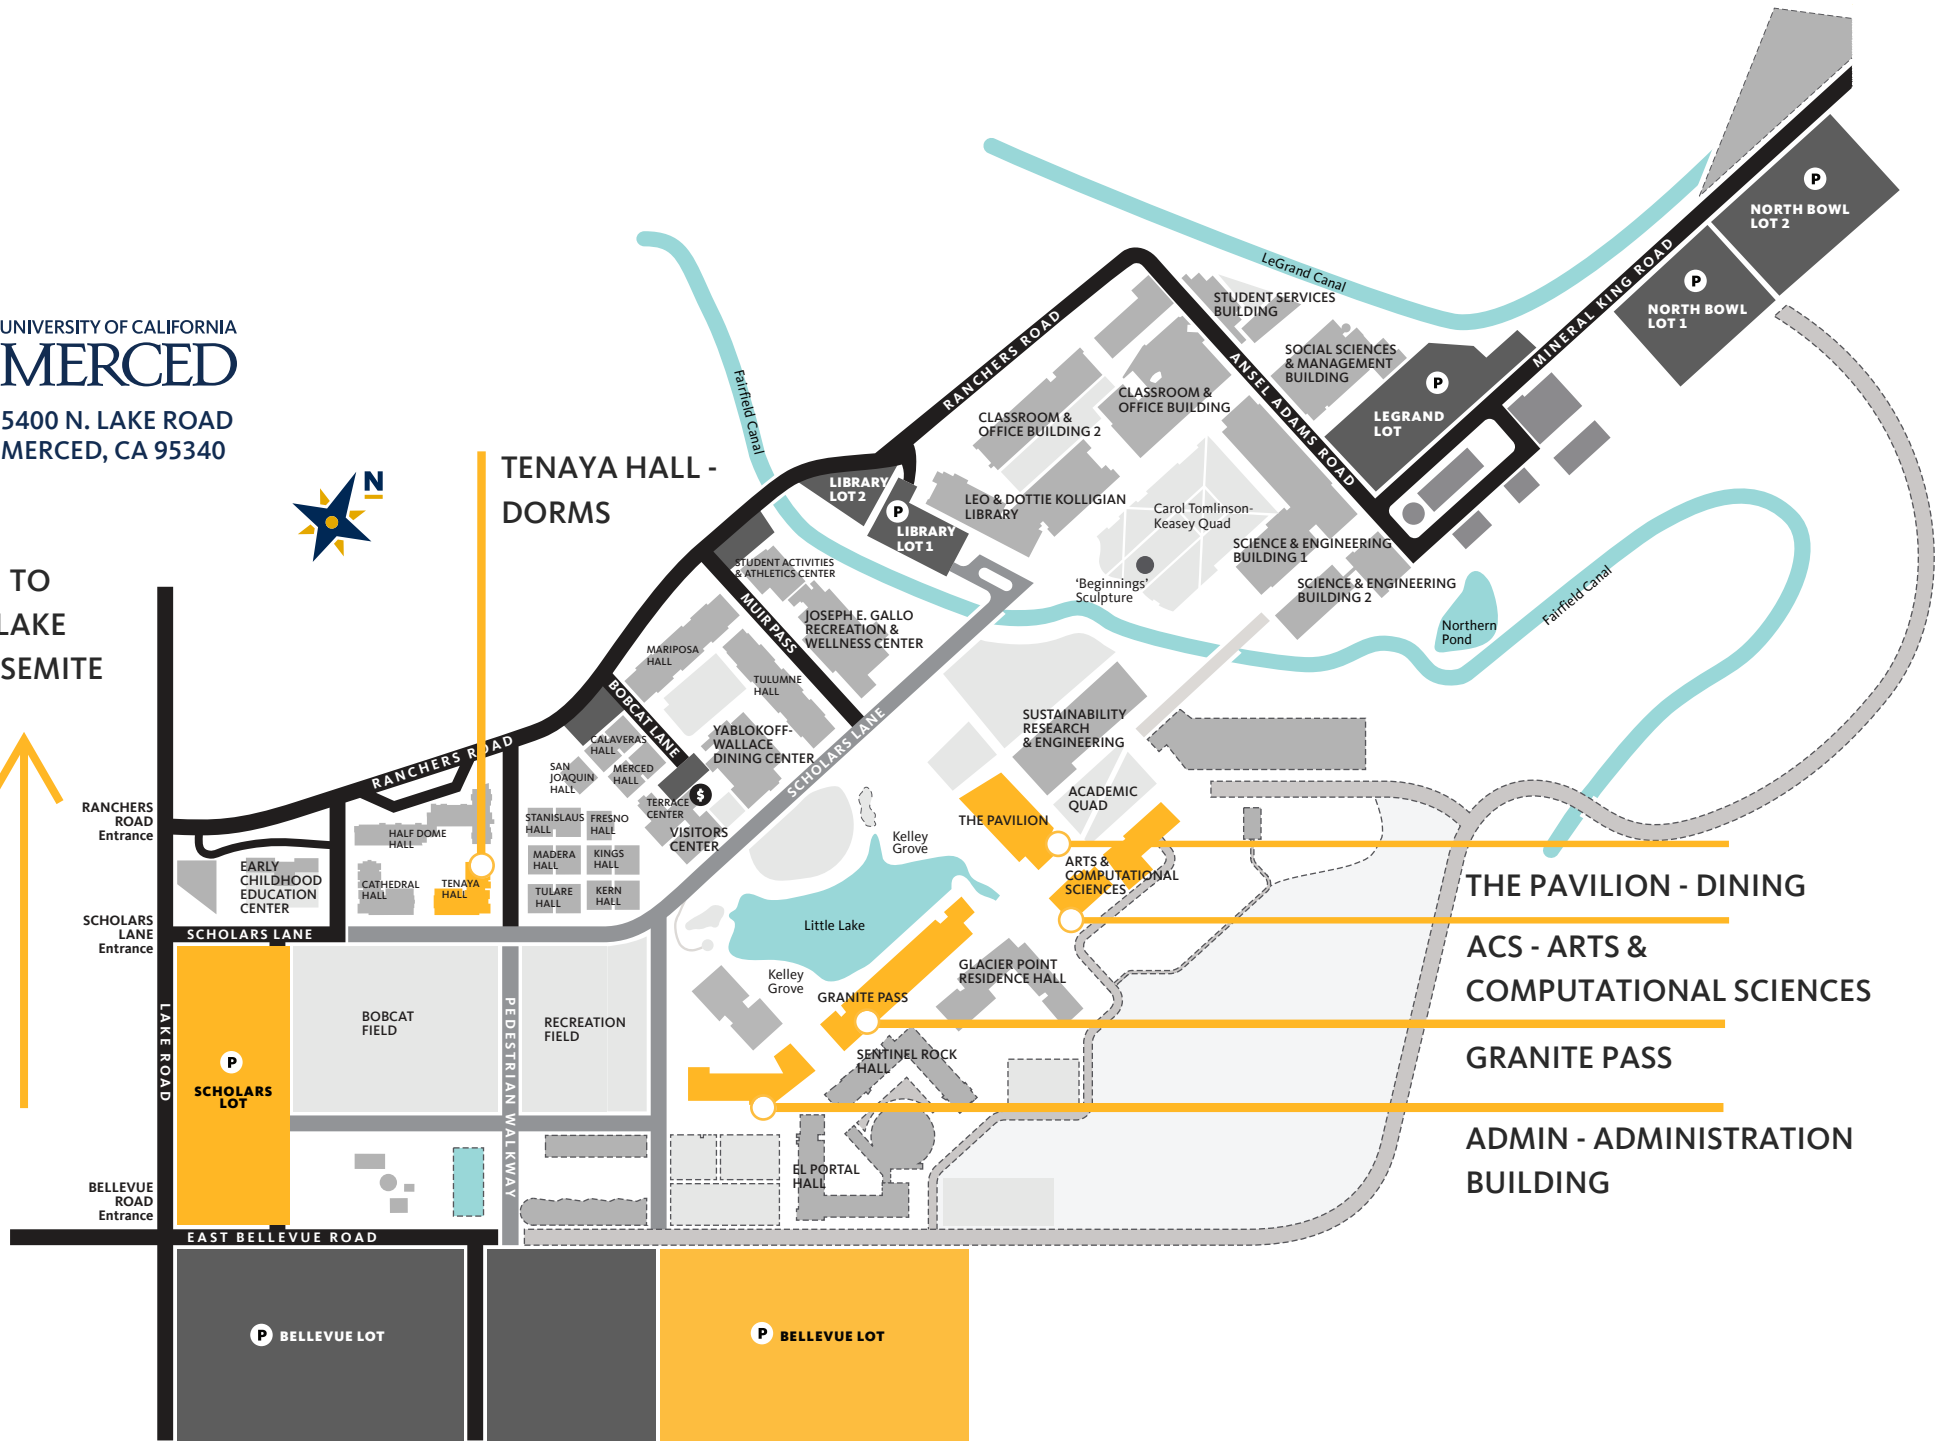 UNIVERSITY OF CALIFORNIA
MERCED
5400 N. LAKE ROAD
MERCED, CA 95340
N
TO
LAKE
SEMITE
TENAYA HALL -
DORMS
RANCHERS
ROAD
Entrance
SCHOLARS
LANE
Entrance
BELLEVUE
ROAD
Entrance
LAKE ROAD
RANCHERS ROAD
RANCHERS ROAD
SCHOLARS LANE
SCHOLARS LANE
EAST BELLEVUE ROAD
PEDESTRIAN WALKWAY
BOBCAT LANE
MUIR PASS
ANSEL ADAMS ROAD
MINERAL KING ROAD
LeGrand Canal
Fairfield Canal
Fairfield Canal
Northern
Pond
P
NORTH BOWL
LOT 2
P
NORTH BOWL
LOT 1
P
LEGRAND
LOT
STUDENT SERVICES
BUILDING
SOCIAL SCIENCES
& MANAGEMENT
BUILDING
CLASSROOM &
OFFICE BUILDING
CLASSROOM &
OFFICE BUILDING 2
LEO & DOTTIE KOLLIGIAN
LIBRARY
LIBRARY
LOT 2
P
LIBRARY
LOT 1
Carol Tomlinson-
Keasey Quad
'Beginnings'
Sculpture
SCIENCE & ENGINEERING
BUILDING 1
SCIENCE & ENGINEERING
BUILDING 2
STUDENT ACTIVITIES
& ATHLETICS CENTER
JOSEPH E. GALLO
RECREATION &
WELLNESS CENTER
MARIPOSA
HALL
TULUMNE
HALL
YABLOKOFF-
WALLACE
DINING CENTER
CALAVERAS
HALL
SAN
JOAQUIN
HALL
MERCED
HALL
TERRACE
CENTER
$
VISITORS
CENTER
STANISLAUS
HALL
FRESNO
HALL
MADERA
HALL
KINGS
HALL
TULARE
HALL
KERN
HALL
HALF DOME
HALL
EARLY
CHILDHOOD
EDUCATION
CENTER
CATHEDRAL
HALL
TENAYA
HALL
SUSTAINABILITY
RESEARCH
& ENGINEERING
ACADEMIC
QUAD
THE PAVILION
ARTS &
COMPUTATIONAL
SCIENCES
Kelley
Grove
Little Lake
Kelley
Grove
GRANITE PASS
GLACIER POINT
RESIDENCE HALL
SENTINEL ROCK
HALL
EL PORTAL
HALL
BOBCAT
FIELD
RECREATION
FIELD
P
SCHOLARS
LOT
P BELLEVUE LOT
P BELLEVUE LOT
THE PAVILION - DINING
ACS - ARTS &
COMPUTATIONAL SCIENCES
GRANITE PASS
ADMIN - ADMINISTRATION
BUILDING